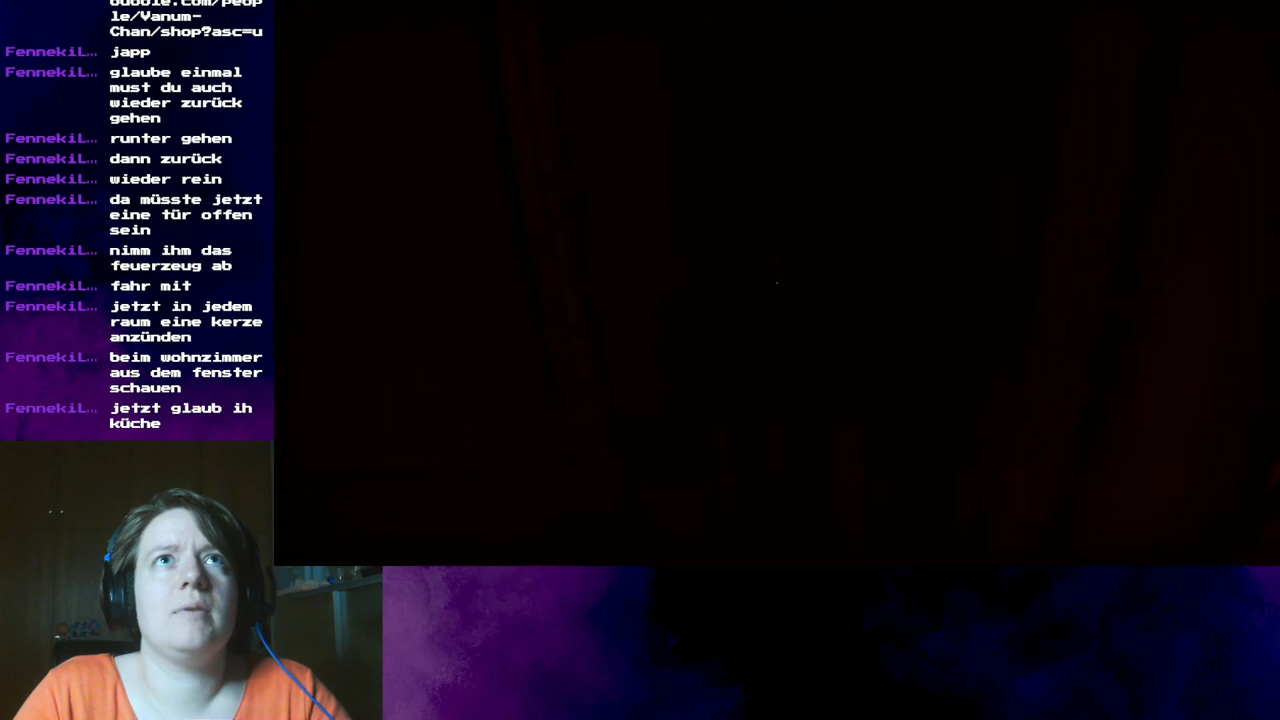 le/Vanum-
Chan/shop?asc=u
FennekiL… japp
FennekiL… glaube einmal
must du auch
wieder zurück
gehen
FennekiL… runter gehen
FennekiL… dann zurück
FennekiL… wieder rein
FennekiL… da müsste jetzt
eine tür offen
sein
FennekiL… nimm ihm das
feuerzeug ab
FennekiL… fahr mit
FennekiL… jetzt in jedem
raum eine kerze
anzünden
FennekiL… beim wohnzimmer
aus dem fenster
schauen
FennekiL… jetzt glaub ih
küche